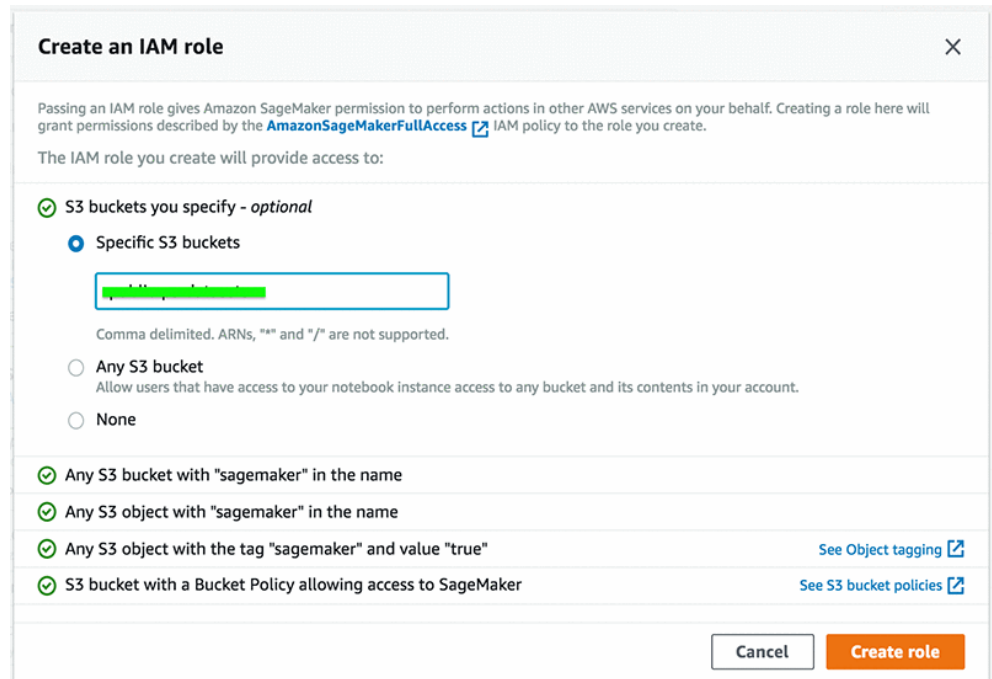 Create an IAM role
Passing an IAM role gives Amazon SageMaker permission to perform actions in other AWS services on your behalf. Creating a role here will
grant permissions described by the AmazonSageMakerFullAccess IAM policy to the role you create.
The IAM role you create will provide access to:
S3 buckets you specify - optional
Specific S3 buckets
Comma delimited. ARNs, "*" and "/" are not supported.
Any S3 bucket
Allow users that have access to your notebook instance access to any bucket and its contents in your account.
None
Any S3 bucket with "sagemaker" in the name
Any S3 object with "sagemaker" in the name
Any S3 object with the tag "sagemaker" and value "true" See Object tagging
S3 bucket with a Bucket Policy allowing access to SageMaker See S3 bucket policies
Cancel Create role